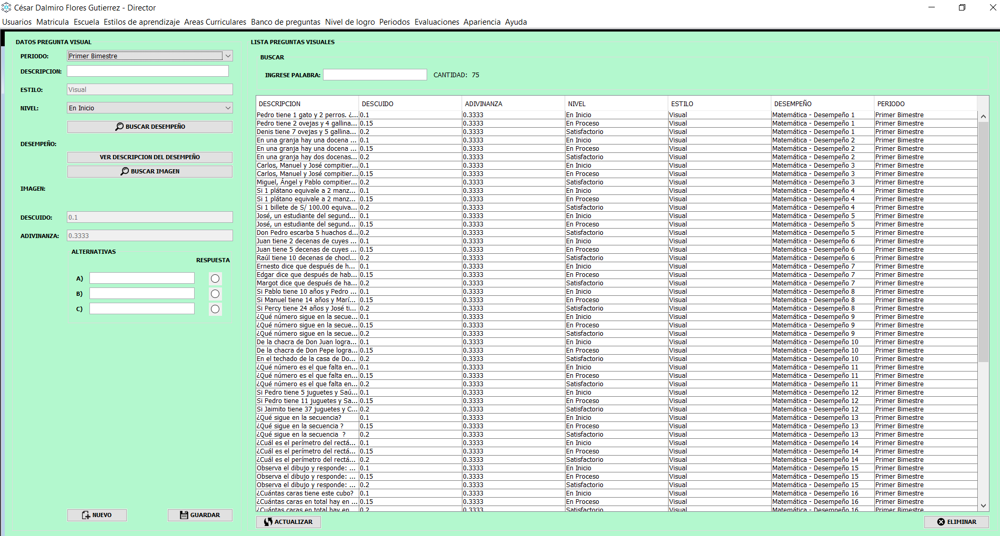 César Dalmiro Flores Gutierrez - Director
Usuarios Matricula Escuela Estilos de aprendizaje Areas Curriculares Banco de preguntas Nivel de logro Periodos Evaluaciones Apariencia Ayuda
DATOS PREGUNTA VISUAL
PERIODO: Primer Bimestre
DESCRIPCION:
ESTILO: Visual
NIVEL: En Inicio
BUSCAR DESEMPEÑO
DESEMPEÑO:
VER DESCRIPCION DEL DESEMPEÑO
BUSCAR IMAGEN
IMAGEN:
DESCUIDO: 0.1
ADIVINANZA: 0.3333
ALTERNATIVAS
RESPUESTA
A)
B)
C)
NUEVO GUARDAR
LISTA PREGUNTAS VISUALES
BUSCAR
INGRESE PALABRA: CANTIDAD: 75
DESCRIPCION DESCUIDO ADIVINANZA NIVEL ESTILO DESEMPEÑO PERIODO
Pedro tiene 1 gato y 2 perros. ¿... 0.1 0.3333 En Inicio Visual Matemática - Desempeño 1 Primer Bimestre
Pedro tiene 2 ovejas y 4 gallina... 0.15 0.3333 En Proceso Visual Matemática - Desempeño 1 Primer Bimestre
Denis tiene 7 ovejas y 5 gallina... 0.2 0.3333 Satisfactorio Visual Matemática - Desempeño 1 Primer Bimestre
En una granja hay una docena ... 0.1 0.3333 En Inicio Visual Matemática - Desempeño 2 Primer Bimestre
En una granja hay una docena ... 0.15 0.3333 En Proceso Visual Matemática - Desempeño 2 Primer Bimestre
En una granja hay dos docenas... 0.2 0.3333 Satisfactorio Visual Matemática - Desempeño 2 Primer Bimestre
Carlos, Manuel y José compitier... 0.1 0.3333 En Inicio Visual Matemática - Desempeño 3 Primer Bimestre
Carlos, Manuel y José compitier... 0.15 0.3333 En Proceso Visual Matemática - Desempeño 3 Primer Bimestre
Miguel, Ángel y Pablo compitier... 0.2 0.3333 Satisfactorio Visual Matemática - Desempeño 3 Primer Bimestre
Si 1 plátano equivale a 2 manz... 0.1 0.3333 En Inicio Visual Matemática - Desempeño 4 Primer Bimestre
Si 1 plátano equivale a 2 manz... 0.15 0.3333 En Proceso Visual Matemática - Desempeño 4 Primer Bimestre
Si 1 billete de S/ 100.00 equiva... 0.2 0.3333 Satisfactorio Visual Matemática - Desempeño 4 Primer Bimestre
José, un estudiante del segund... 0.1 0.3333 En Inicio Visual Matemática - Desempeño 5 Primer Bimestre
José, un estudiante del segund... 0.15 0.3333 En Proceso Visual Matemática - Desempeño 5 Primer Bimestre
Don Pedro escarba 5 huachos d... 0.2 0.3333 Satisfactorio Visual Matemática - Desempeño 5 Primer Bimestre
Juan tiene 2 decenas de cuyes ... 0.1 0.3333 En Inicio Visual Matemática - Desempeño 6 Primer Bimestre
Juan tiene 5 decenas de cuyes ... 0.15 0.3333 En Proceso Visual Matemática - Desempeño 6 Primer Bimestre
Raúl tiene 10 decenas de chocl... 0.2 0.3333 Satisfactorio Visual Matemática - Desempeño 6 Primer Bimestre
Ernesto dice que después de h... 0.1 0.3333 En Inicio Visual Matemática - Desempeño 7 Primer Bimestre
Edgar dice que después de hab... 0.15 0.3333 En Proceso Visual Matemática - Desempeño 7 Primer Bimestre
Margot dice que después de ha... 0.2 0.3333 Satisfactorio Visual Matemática - Desempeño 7 Primer Bimestre
Si Pablo tiene 10 años y Pedro ... 0.1 0.3333 En Inicio Visual Matemática - Desempeño 8 Primer Bimestre
Si Manuel tiene 14 años y Marí... 0.15 0.3333 En Proceso Visual Matemática - Desempeño 8 Primer Bimestre
Si Percy tiene 24 años y José ti... 0.2 0.3333 Satisfactorio Visual Matemática - Desempeño 8 Primer Bimestre
¿Qué número sigue en la secue... 0.1 0.3333 En Inicio Visual Matemática - Desempeño 9 Primer Bimestre
¿Qué número sigue en la secue... 0.15 0.3333 En Proceso Visual Matemática - Desempeño 9 Primer Bimestre
¿Qué número sigue en la secue... 0.2 0.3333 Satisfactorio Visual Matemática - Desempeño 9 Primer Bimestre
De la chacra de Don Juan logra... 0.1 0.3333 En Inicio Visual Matemática - Desempeño 10 Primer Bimestre
De la chacra de Don Pepe logra... 0.15 0.3333 En Proceso Visual Matemática - Desempeño 10 Primer Bimestre
En el techado de la casa de Do... 0.2 0.3333 Satisfactorio Visual Matemática - Desempeño 10 Primer Bimestre
¿Qué número es el que falta en... 0.1 0.3333 En Inicio Visual Matemática - Desempeño 11 Primer Bimestre
¿Qué número es el que falta en... 0.15 0.3333 En Proceso Visual Matemática - Desempeño 11 Primer Bimestre
¿Qué número es el que falta en... 0.2 0.3333 Satisfactorio Visual Matemática - Desempeño 11 Primer Bimestre
Si Pedro tiene 5 juguetes y Saú... 0.1 0.3333 En Inicio Visual Matemática - Desempeño 12 Primer Bimestre
Si Pedro tiene 11 juguetes y Sa... 0.15 0.3333 En Proceso Visual Matemática - Desempeño 12 Primer Bimestre
Si Jaimito tiene 37 juguetes y C... 0.2 0.3333 Satisfactorio Visual Matemática - Desempeño 12 Primer Bimestre
¿Qué sigue en la secuencia? 0.1 0.3333 En Inicio Visual Matemática - Desempeño 13 Primer Bimestre
¿Qué sigue en la secuencia ? 0.15 0.3333 En Proceso Visual Matemática - Desempeño 13 Primer Bimestre
¿Qué sigue en la secuencia ? 0.2 0.3333 Satisfactorio Visual Matemática - Desempeño 13 Primer Bimestre
¿Cuál es el perímetro del rectá... 0.1 0.3333 En Inicio Visual Matemática - Desempeño 14 Primer Bimestre
¿Cuál es el perímetro del rectá... 0.15 0.3333 En Proceso Visual Matemática - Desempeño 14 Primer Bimestre
¿Cuál es el perímetro del rectá... 0.2 0.3333 Satisfactorio Visual Matemática - Desempeño 14 Primer Bimestre
Observa el dibujo y responde: ... 0.1 0.3333 En Inicio Visual Matemática - Desempeño 15 Primer Bimestre
Observa el dibujo y responde: ... 0.15 0.3333 En Proceso Visual Matemática - Desempeño 15 Primer Bimestre
Observa el dibujo y responde: ... 0.2 0.3333 Satisfactorio Visual Matemática - Desempeño 15 Primer Bimestre
¿Cuántas caras tiene este cubo? 0.1 0.3333 En Inicio Visual Matemática - Desempeño 16 Primer Bimestre
¿Cuántas caras en total hay en ... 0.15 0.3333 En Proceso Visual Matemática - Desempeño 16 Primer Bimestre
¿Cuántas caras en total hay en ... 0.2 0.3333 Satisfactorio Visual Matemática - Desempeño 16 Primer Bimestre
ACTUALIZAR ELIMINAR